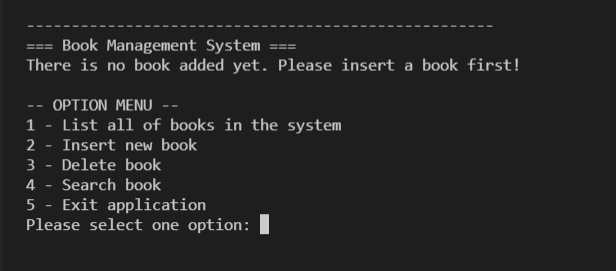 ----------------------------------------------------
=== Book Management System ===
There is no book added yet. Please insert a book first!
-- OPTION MENU --
1 - List all of books in the system
2 - Insert new book
3 - Delete book
4 - Search book
5 - Exit application
Please select one option: